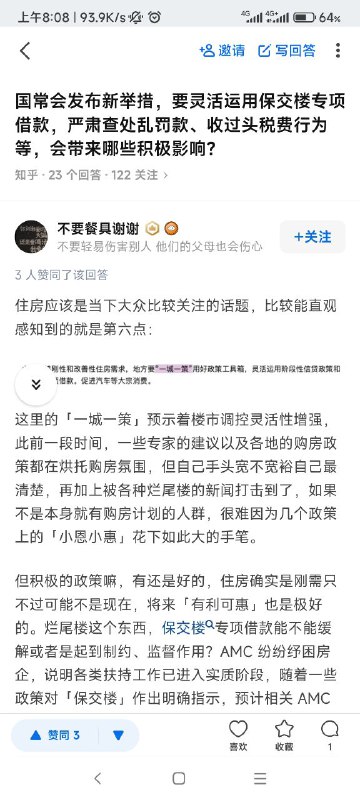 上午8:08 | 93.9K/s
4G 4G+ 64%
邀请 写回答
国常会发布新举措，要灵活运用保交楼专项
借款，严肃查处乱罚款、收过头税费行为
等，会带来哪些积极影响？
知乎 · 23 个回答 · 122 关注 >
不要餐具谢谢
不要轻易伤害别人 他们的父母也会伤心
+关注
3 人赞同了该回答
住房应该是当下大众比较关注的话题，比较能直观
感知到的就是第六点：
刚性和改善性住房需求，地方要“一城一策”用好政策工具箱，灵活运用阶段性信贷政策和
借款，促进汽车等大宗消费。
这里的「一城一策」预示着楼市调控灵活性增强，
此前一段时间，一些专家的建议以及各地的购房政
策都在烘托购房氛围，但自己手头宽不宽裕自己最
清楚，再加上被各种烂尾楼的新闻打击到了，如果
不是本身就有购房计划的人群，很难因为几个政策
上的「小恩小惠」花下如此大的手笔。
但积极的政策嘛，有还是好的，住房确实是刚需只
不过可能不是现在，将来「有利可惠」也是极好
的。烂尾楼这个东西，保交楼专项借款能不能缓
解或者是起到制约、监督作用？AMC 纷纷纾困房
企，说明各类扶持工作已进入实质阶段，随着一些
政策对「保交楼」作出明确指示，预计相关 AMC
赞同 3
喜欢 收藏 1